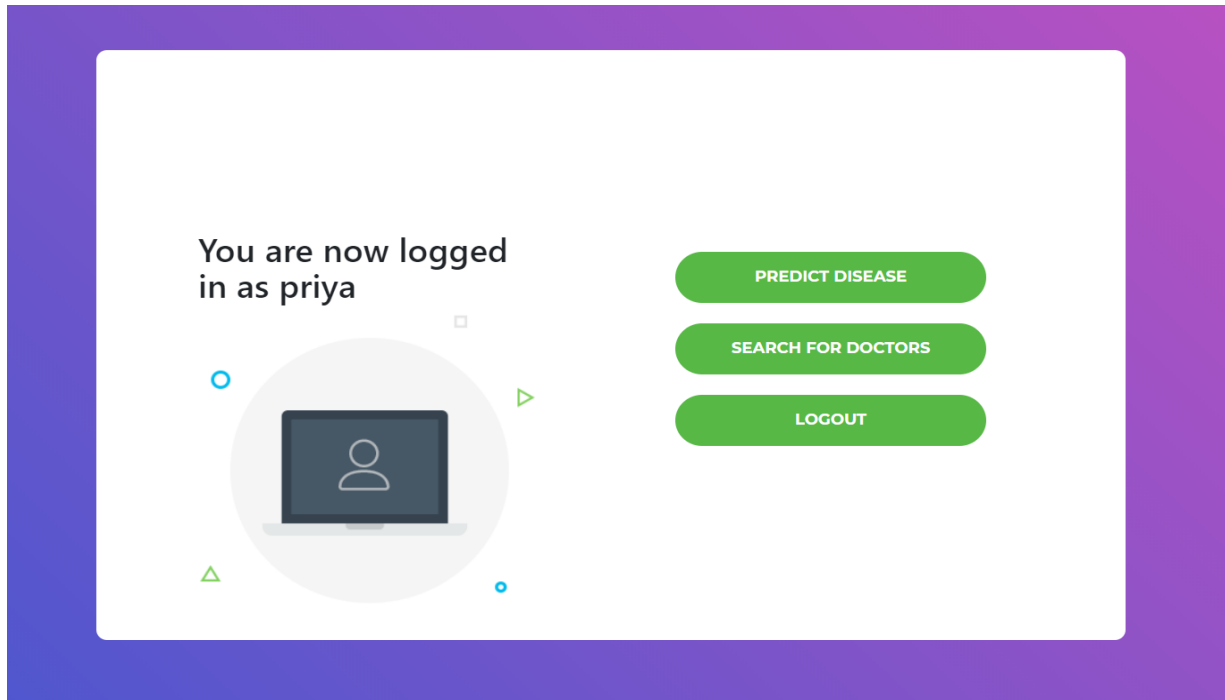 You are now logged
in as priya
PREDICT DISEASE
SEARCH FOR DOCTORS
LOGOUT